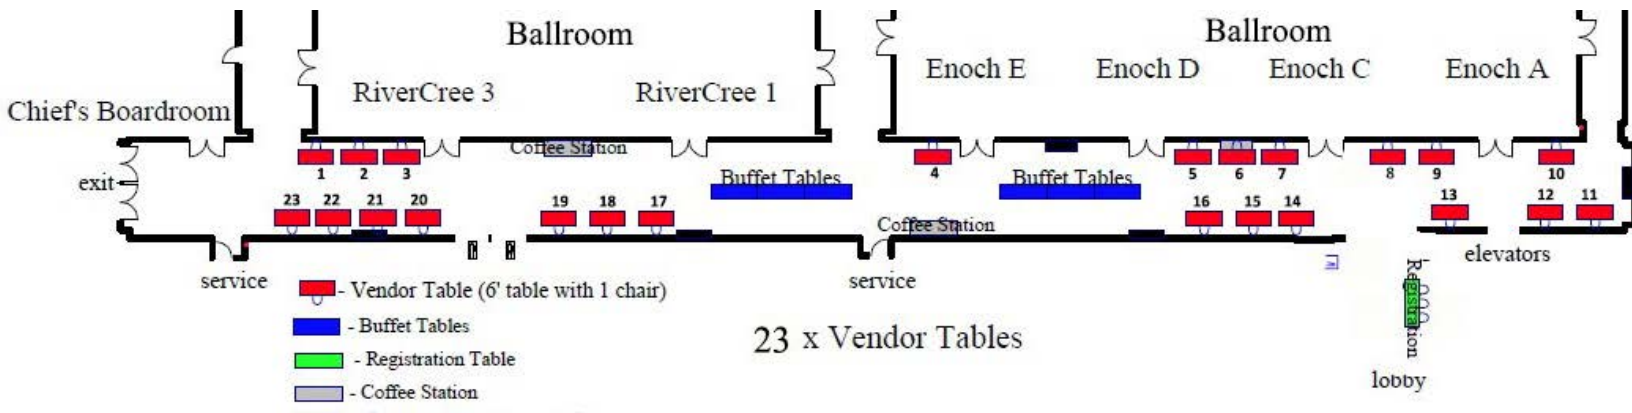 Ballroom
Ballroom
Enoch E
Enoch D
Enoch C
Enoch A
RiverCree 3
RiverCree 1
Chief's Boardroom
Coffee Station
1
2
3
4
5
6
7
8
9
10
exit
Buffet Tables
Buffet Tables
23
22
21
20
19
18
17
16
15
14
13
12
11
Coffee Station
service
service
elevators
Registration
lobby
- Vendor Table (6' table with 1 chair)
- Buffet Tables
- Registration Table
- Coffee Station
23 x Vendor Tables